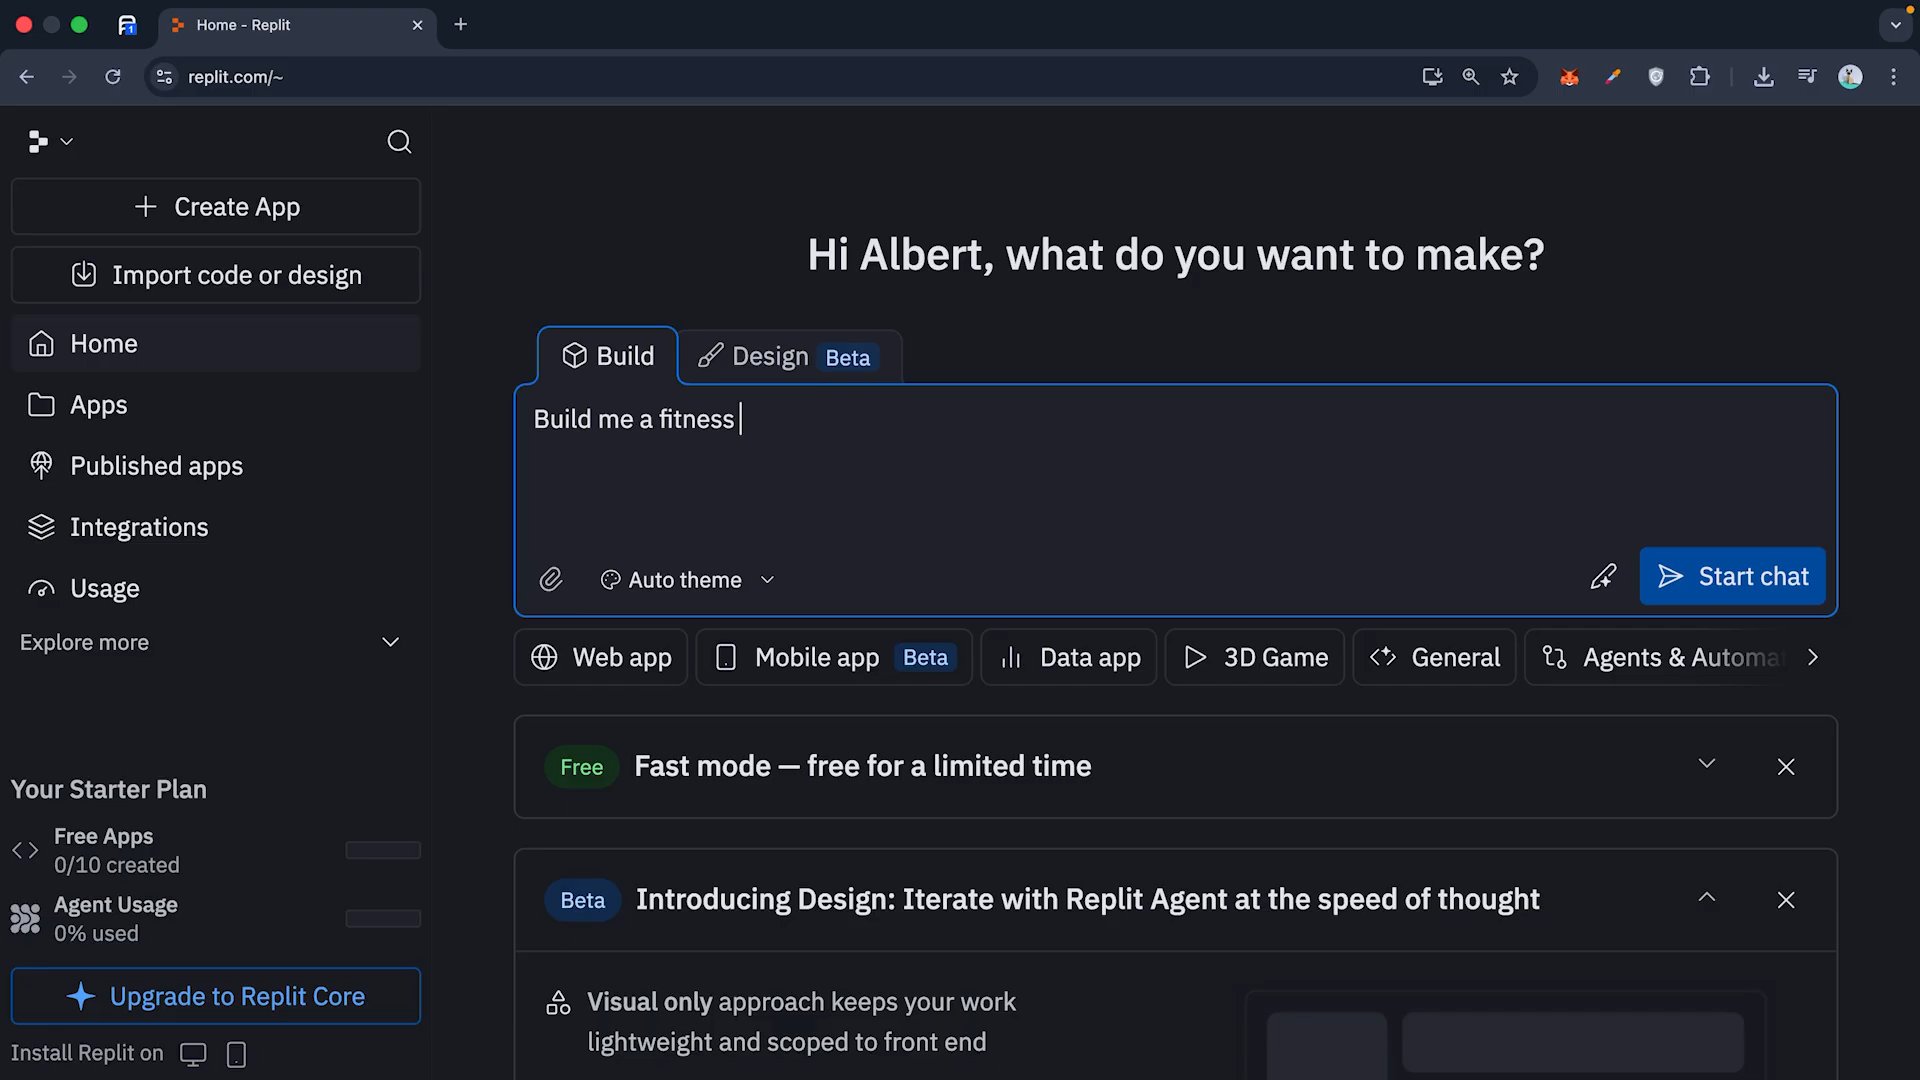 Home - Replit
replit.com/~
Create App
Import code or design
Home
Apps
Published apps
Integrations
Usage
Explore more
Your Starter Plan
Free Apps
0/10 created
Agent Usage
0% used
Upgrade to Replit Core
Install Replit on
Hi Albert, what do you want to make?
Build
Design Beta
Build me a fitness
Auto theme
Start chat
Web app
Mobile app Beta
Data app
3D Game
General
Agents & Automat
Free Fast mode — free for a limited time
Beta Introducing Design: Iterate with Replit Agent at the speed of thought
Visual only approach keeps your work
lightweight and scoped to front end